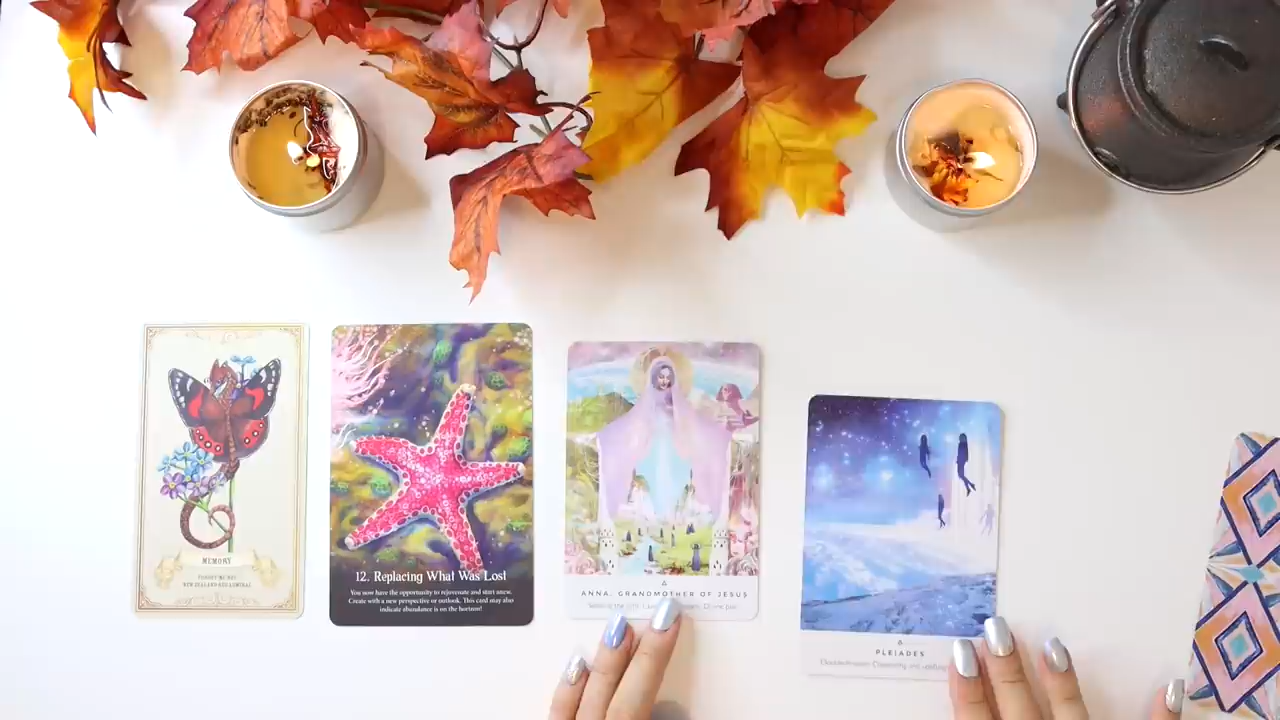 MEMORY
FORGET ME NOT
NEW ZEALAND RED ADMIRAL
12. Replacing What Was Lost
You now have the opportunity to rejuvenate and start anew.
Create with a new perspective or outlook. This card may also
indicate abundance is on the horizon!
ANNA, GRANDMOTHER OF JESUS
PLEIADES